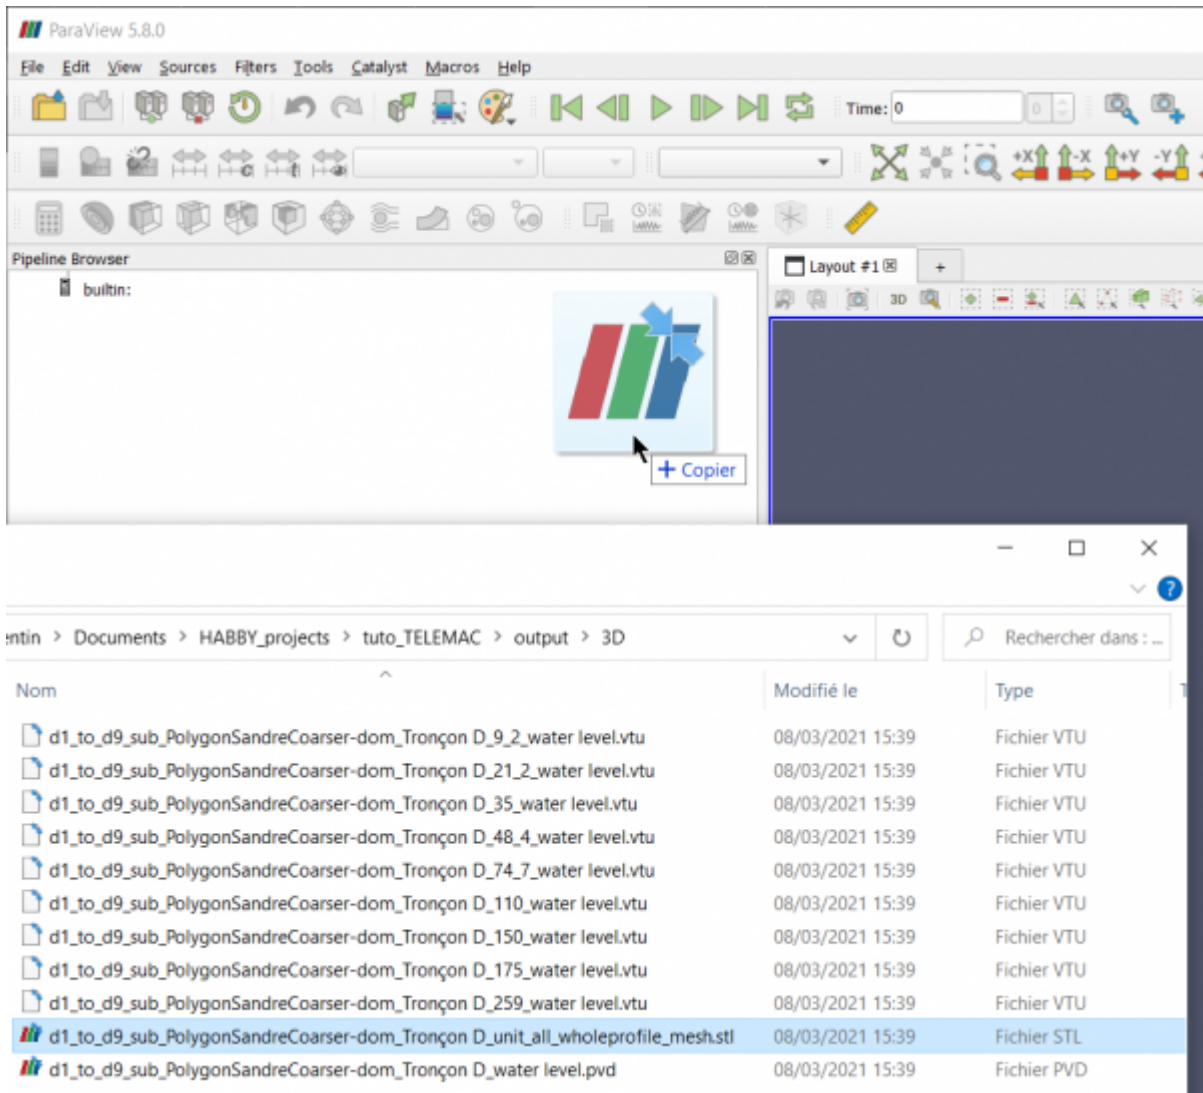 ParaView 5.8.0
File Edit View Sources Filters Tools Catalyst Macros Help
Time: 0 0
+X -X +Y -Y
Pipeline Browser
Layout #1 +
builtin:
3D
+ Copier
entin > Documents > HABBY_projects > tuto_TELEMAC > output > 3D
Rechercher dans : ...
Nom Modifié le Type
d1_to_d9_sub_PolygonSandreCoarser-dom_Tronçon D_9_2_water level.vtu 08/03/2021 15:39 Fichier VTU
d1_to_d9_sub_PolygonSandreCoarser-dom_Tronçon D_21_2_water level.vtu 08/03/2021 15:39 Fichier VTU
d1_to_d9_sub_PolygonSandreCoarser-dom_Tronçon D_35_water level.vtu 08/03/2021 15:39 Fichier VTU
d1_to_d9_sub_PolygonSandreCoarser-dom_Tronçon D_48_4_water level.vtu 08/03/2021 15:39 Fichier VTU
d1_to_d9_sub_PolygonSandreCoarser-dom_Tronçon D_74_7_water level.vtu 08/03/2021 15:39 Fichier VTU
d1_to_d9_sub_PolygonSandreCoarser-dom_Tronçon D_110_water level.vtu 08/03/2021 15:39 Fichier VTU
d1_to_d9_sub_PolygonSandreCoarser-dom_Tronçon D_150_water level.vtu 08/03/2021 15:39 Fichier VTU
d1_to_d9_sub_PolygonSandreCoarser-dom_Tronçon D_175_water level.vtu 08/03/2021 15:39 Fichier VTU
d1_to_d9_sub_PolygonSandreCoarser-dom_Tronçon D_259_water level.vtu 08/03/2021 15:39 Fichier VTU
d1_to_d9_sub_PolygonSandreCoarser-dom_Tronçon D_unit_all_wholeprofile_mesh.stl 08/03/2021 15:39 Fichier STL
d1_to_d9_sub_PolygonSandreCoarser-dom_Tronçon D_water level.pvd 08/03/2021 15:39 Fichier PVD